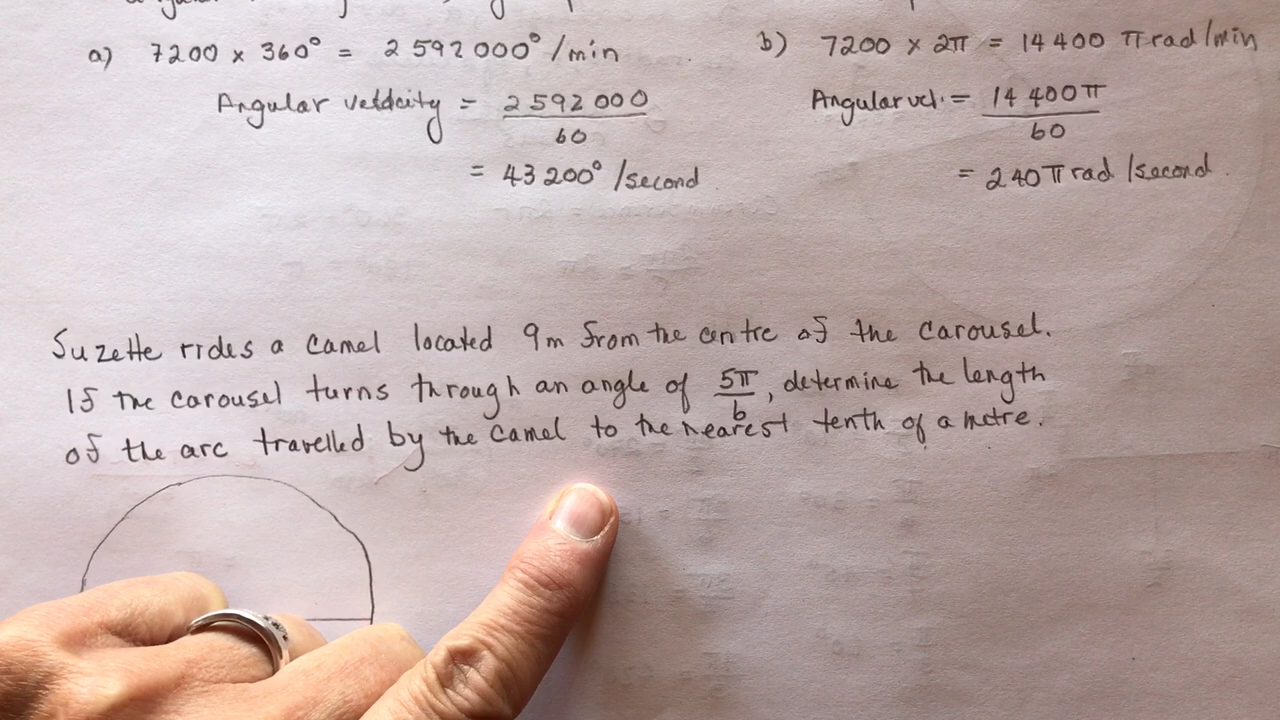 a) 7200 × 360° = 2 592 000° /min
Angular velocity = 2 592 000 / 60
= 43 200° /second
b) 7200 × 2π = 14 400 π rad/min
Angular vel. = 14 400π / 60
= 240π rad /second.
Suzette rides a camel located 9m from the centre of the carousel.
If the carousel turns through an angle of 5π/6, determine the length
of the arc travelled by the camel to the nearest tenth of a metre.